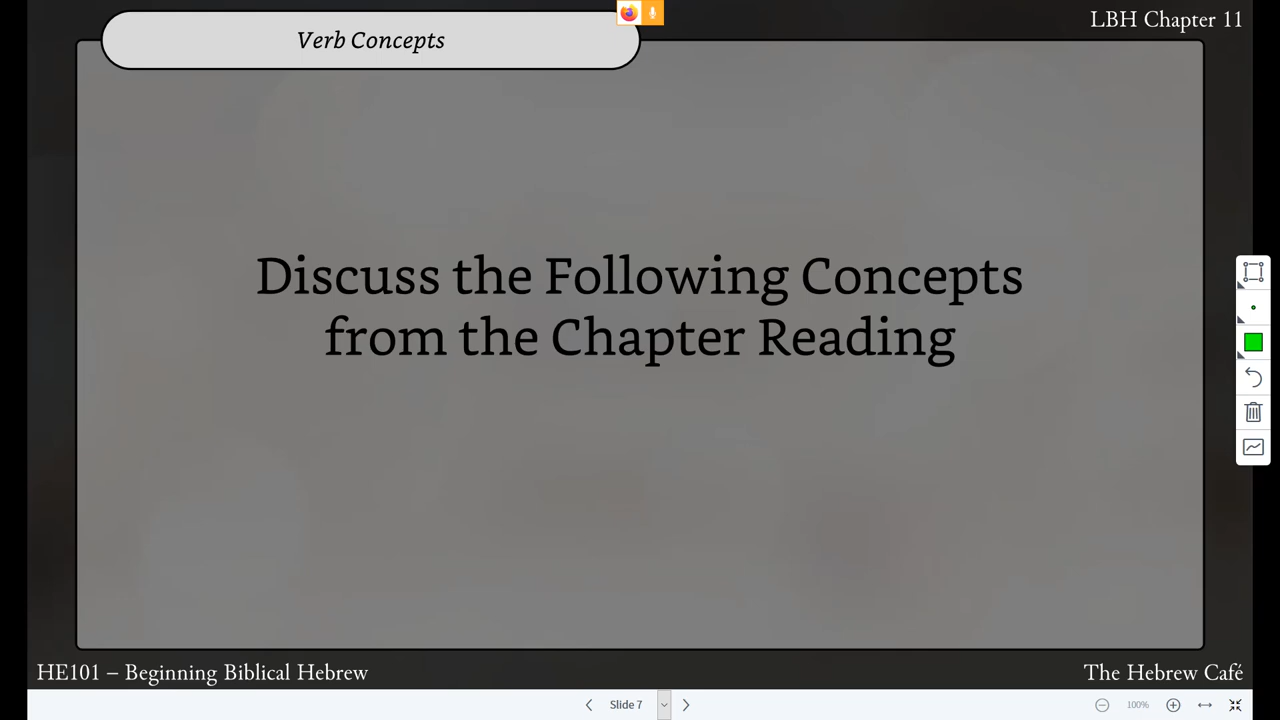 LBH Chapter 11
Verb Concepts
Discuss the Following Concepts
from the Chapter Reading
HE101 – Beginning Biblical Hebrew
The Hebrew Café
Slide 7
100%